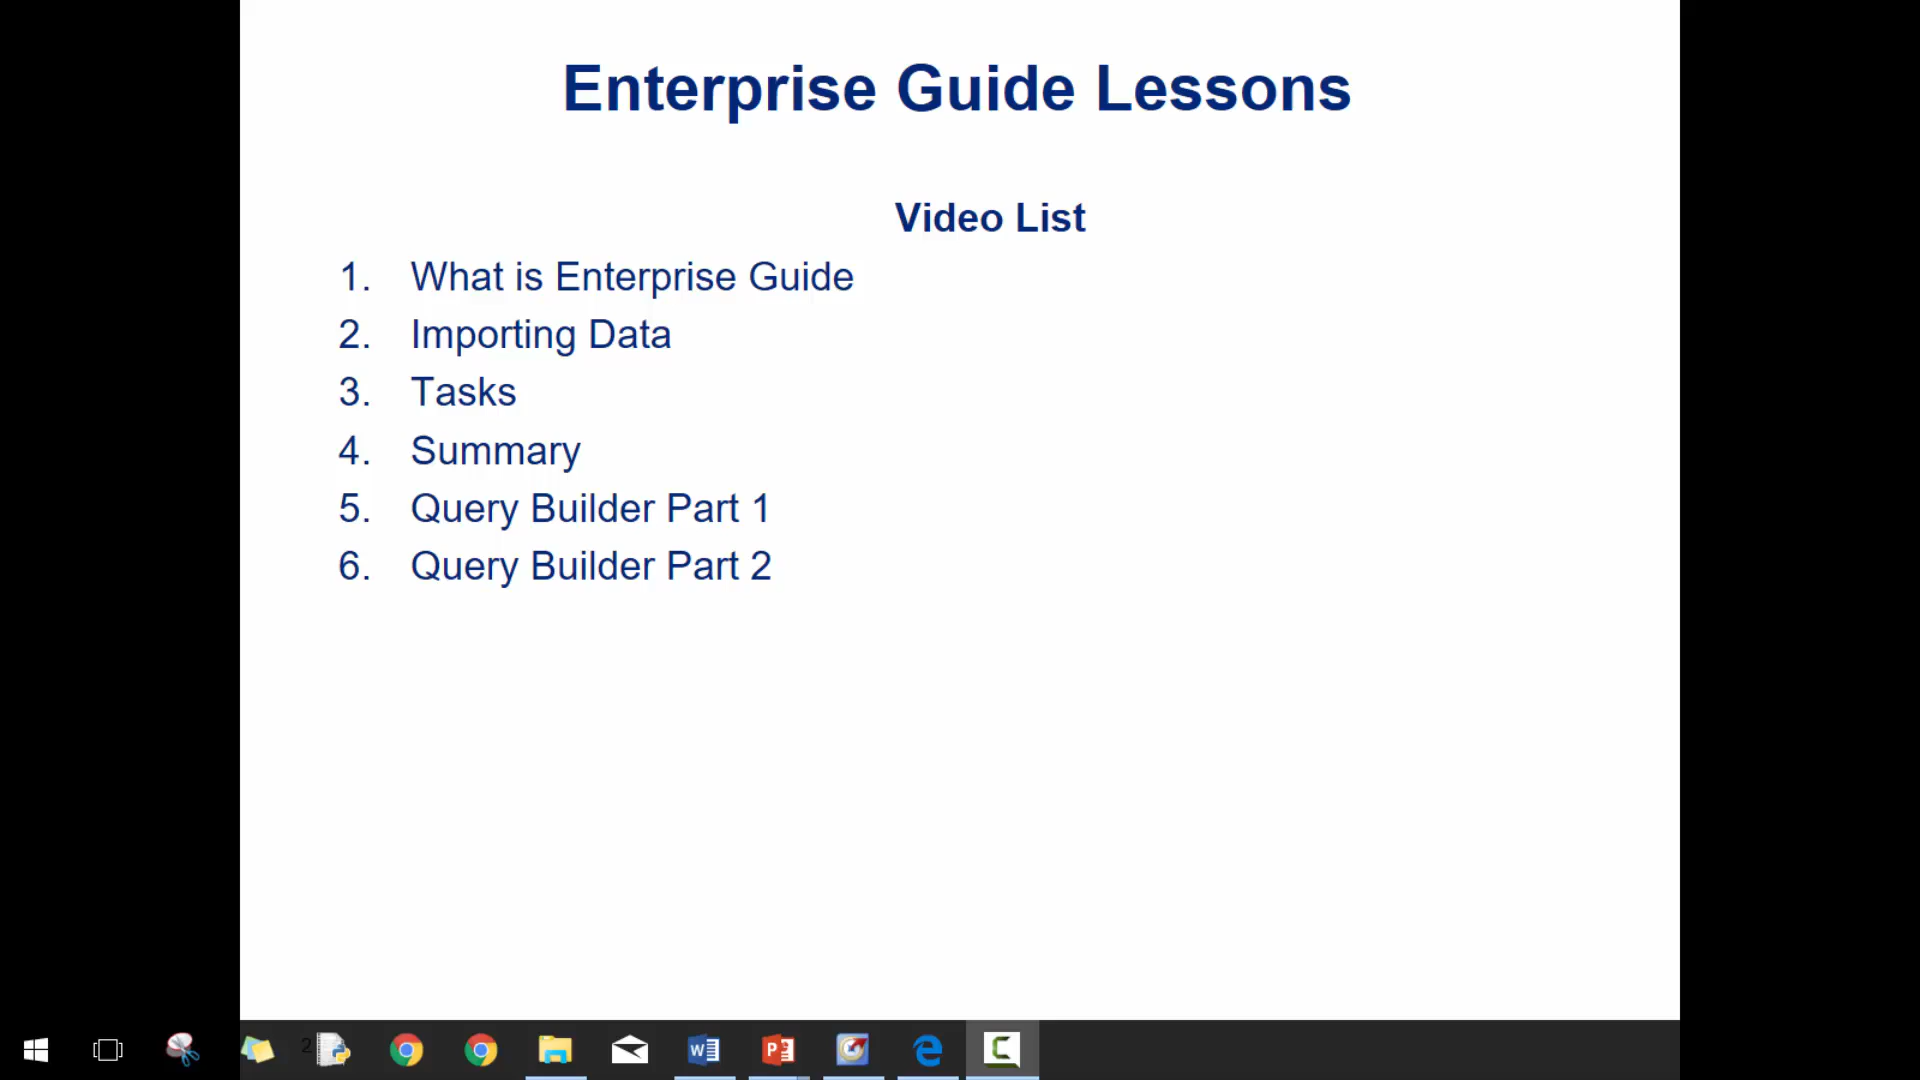 Enterprise Guide Lessons
Video List
1. What is Enterprise Guide
2. Importing Data
3. Tasks
4. Summary
5. Query Builder Part 1
6. Query Builder Part 2
2